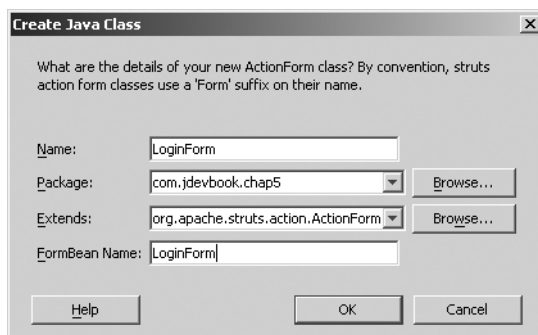 Create Java Class
What are the details of your new ActionForm class? By convention, struts
action form classes use a 'Form' suffix on their name.
Name: LoginForm
Package: com.jdevbook.chap5 Browse...
Extends: org.apache.struts.action.ActionForm Browse...
FormBean Name: LoginForm
Help OK Cancel